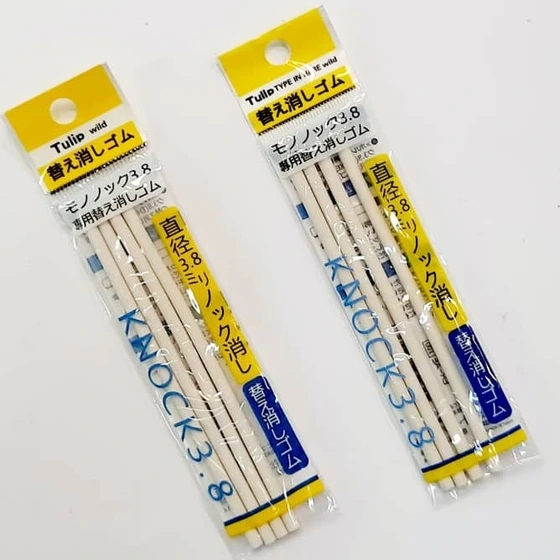 Tulip wild
替え消しゴム
モノノック3.8
專用替え消しゴム
直径3.8ミリノック消し
替え消しゴム
KNOCK3.8
Tulip TYPE IN wild
替え消しゴム
モノノック3.8
專用替え消しゴム
直径3.8ミリノック消し
替え消しゴム
KNOCK3.8